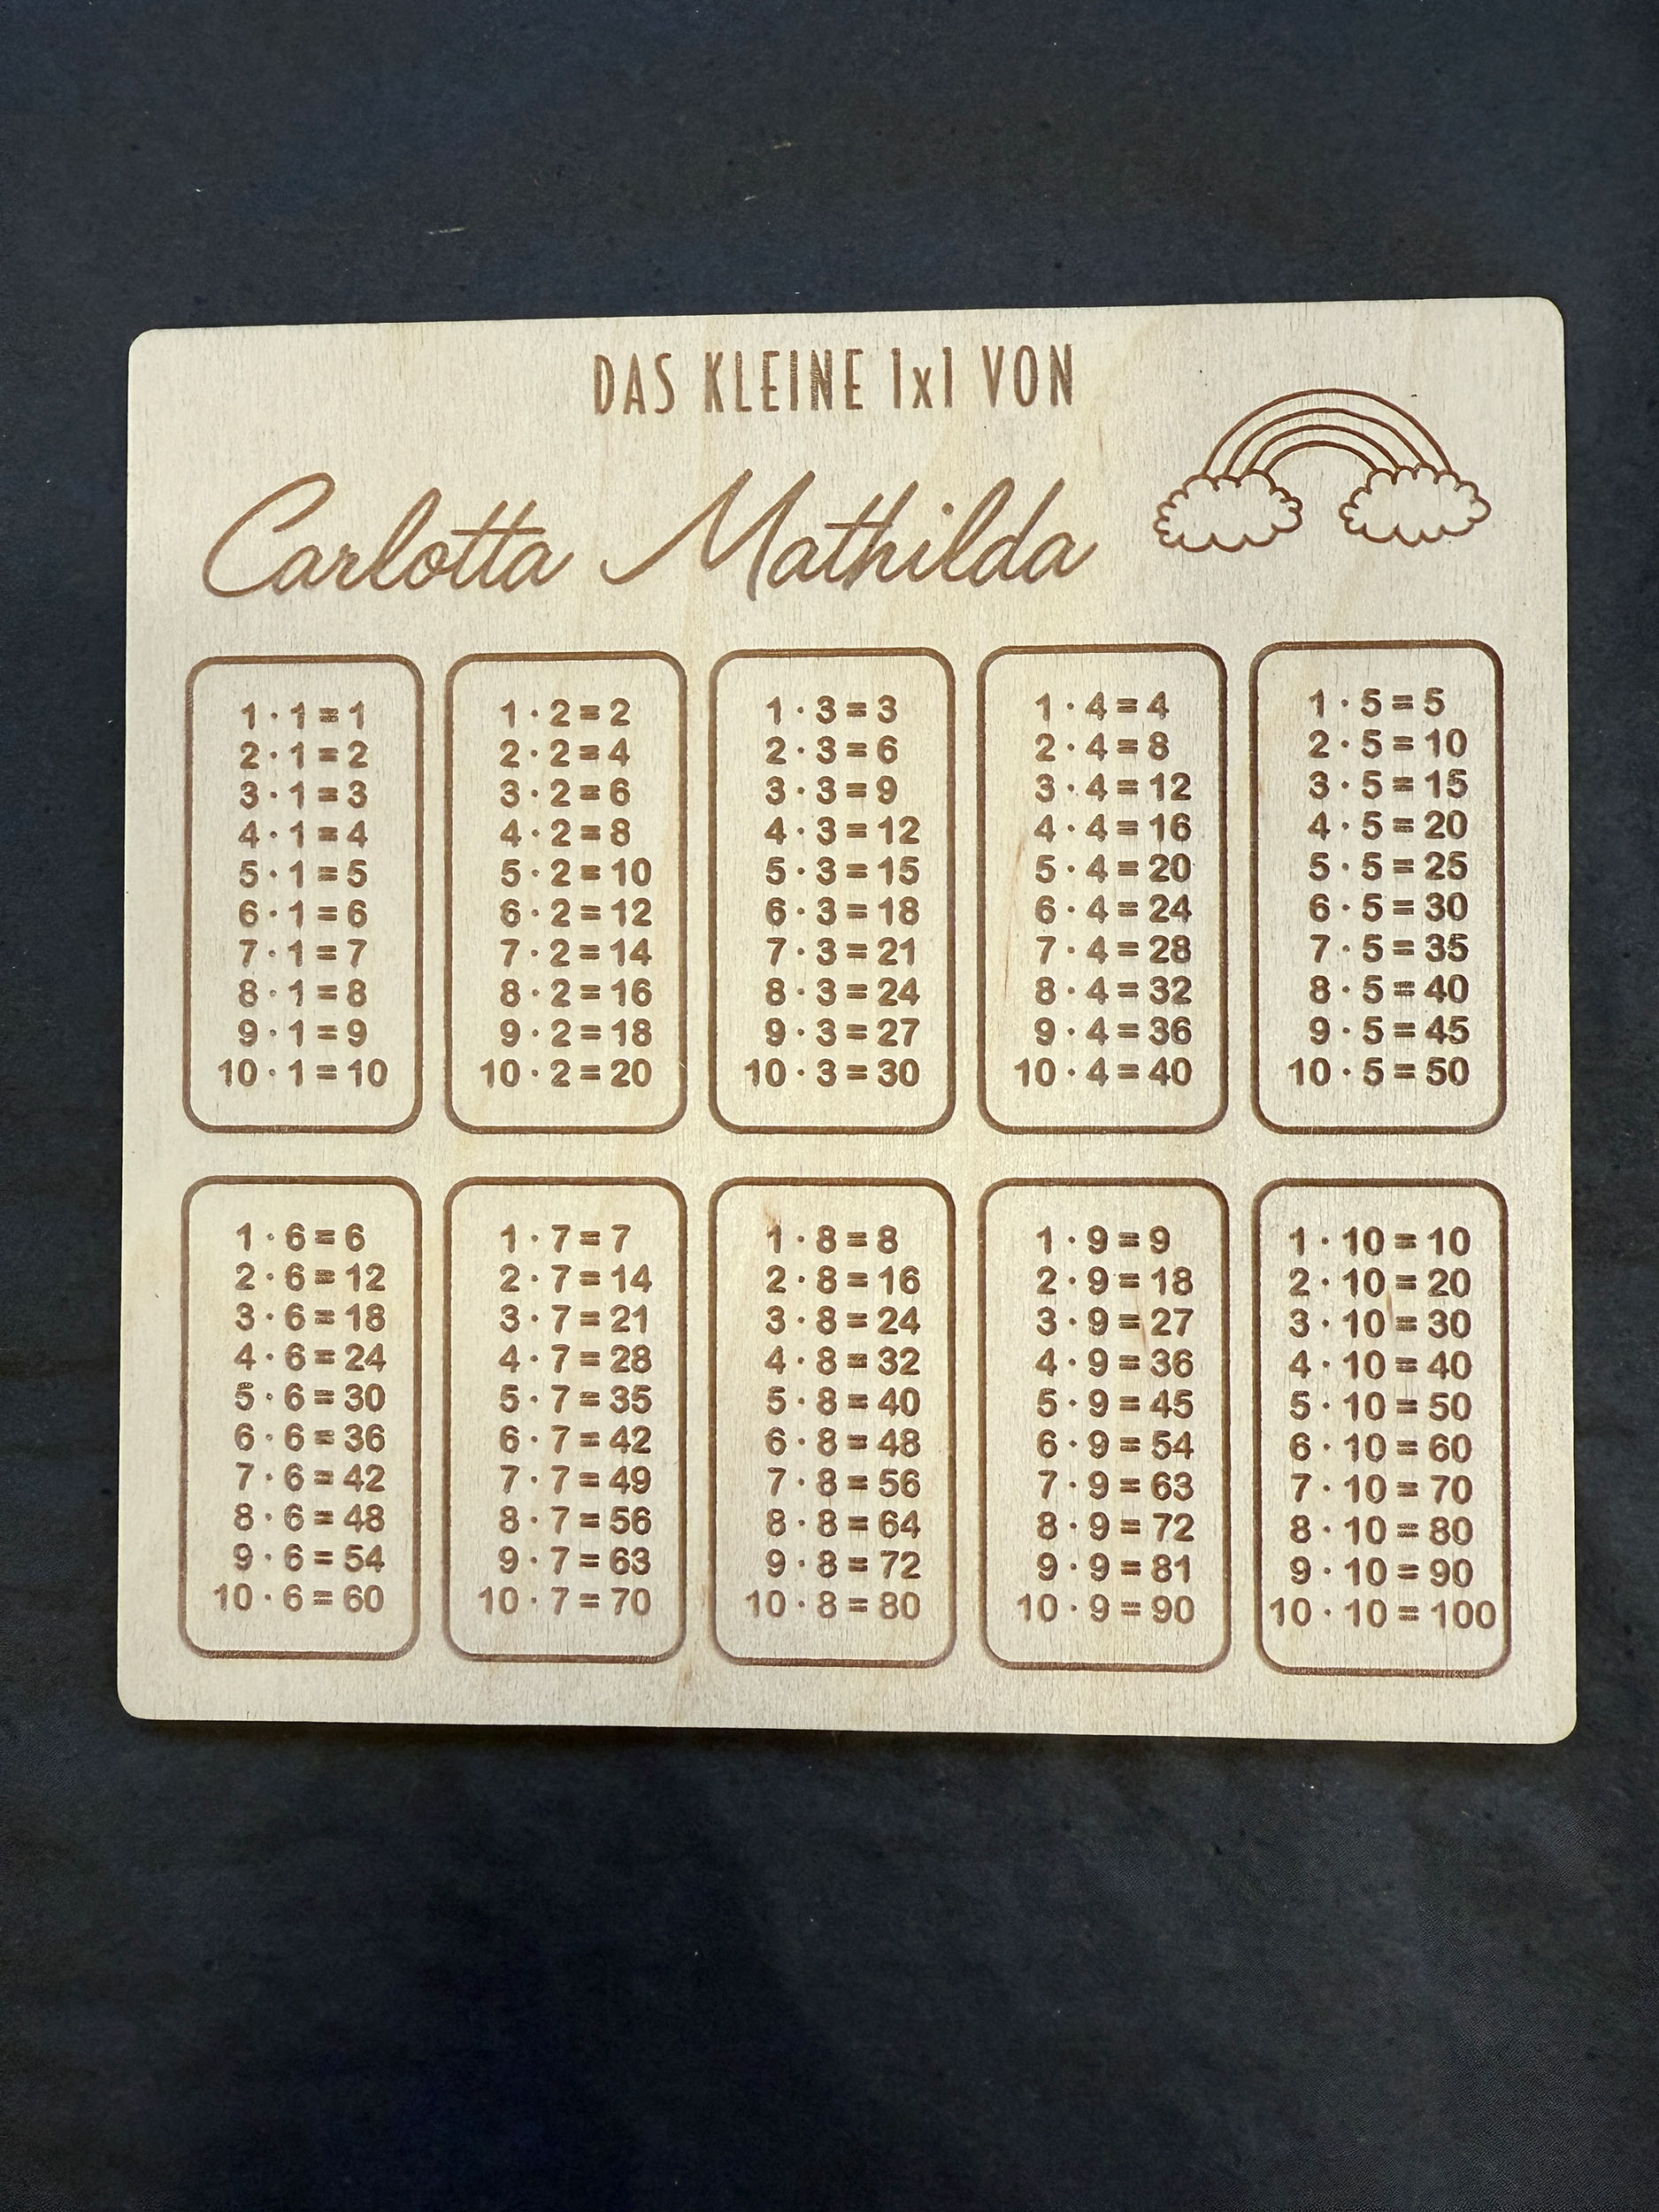 DAS KLEINE 1x1 VON
Carlotta Mathilda
1 · 1 = 1
2 · 1 = 2
3 · 1 = 3
4 · 1 = 4
5 · 1 = 5
6 · 1 = 6
7 · 1 = 7
8 · 1 = 8
9 · 1 = 9
10 · 1 = 10
1 · 2 = 2
2 · 2 = 4
3 · 2 = 6
4 · 2 = 8
5 · 2 = 10
6 · 2 = 12
7 · 2 = 14
8 · 2 = 16
9 · 2 = 18
10 · 2 = 20
1 · 3 = 3
2 · 3 = 6
3 · 3 = 9
4 · 3 = 12
5 · 3 = 15
6 · 3 = 18
7 · 3 = 21
8 · 3 = 24
9 · 3 = 27
10 · 3 = 30
1 · 4 = 4
2 · 4 = 8
3 · 4 = 12
4 · 4 = 16
5 · 4 = 20
6 · 4 = 24
7 · 4 = 28
8 · 4 = 32
9 · 4 = 36
10 · 4 = 40
1 · 5 = 5
2 · 5 = 10
3 · 5 = 15
4 · 5 = 20
5 · 5 = 25
6 · 5 = 30
7 · 5 = 35
8 · 5 = 40
9 · 5 = 45
10 · 5 = 50
1 · 6 = 6
2 · 6 = 12
3 · 6 = 18
4 · 6 = 24
5 · 6 = 30
6 · 6 = 36
7 · 6 = 42
8 · 6 = 48
9 · 6 = 54
10 · 6 = 60
1 · 7 = 7
2 · 7 = 14
3 · 7 = 21
4 · 7 = 28
5 · 7 = 35
6 · 7 = 42
7 · 7 = 49
8 · 7 = 56
9 · 7 = 63
10 · 7 = 70
1 · 8 = 8
2 · 8 = 16
3 · 8 = 24
4 · 8 = 32
5 · 8 = 40
6 · 8 = 48
7 · 8 = 56
8 · 8 = 64
9 · 8 = 72
10 · 8 = 80
1 · 9 = 9
2 · 9 = 18
3 · 9 = 27
4 · 9 = 36
5 · 9 = 45
6 · 9 = 54
7 · 9 = 63
8 · 9 = 72
9 · 9 = 81
10 · 9 = 90
1 · 10 = 10
2 · 10 = 20
3 · 10 = 30
4 · 10 = 40
5 · 10 = 50
6 · 10 = 60
7 · 10 = 70
8 · 10 = 80
9 · 10 = 90
10 · 10 = 100